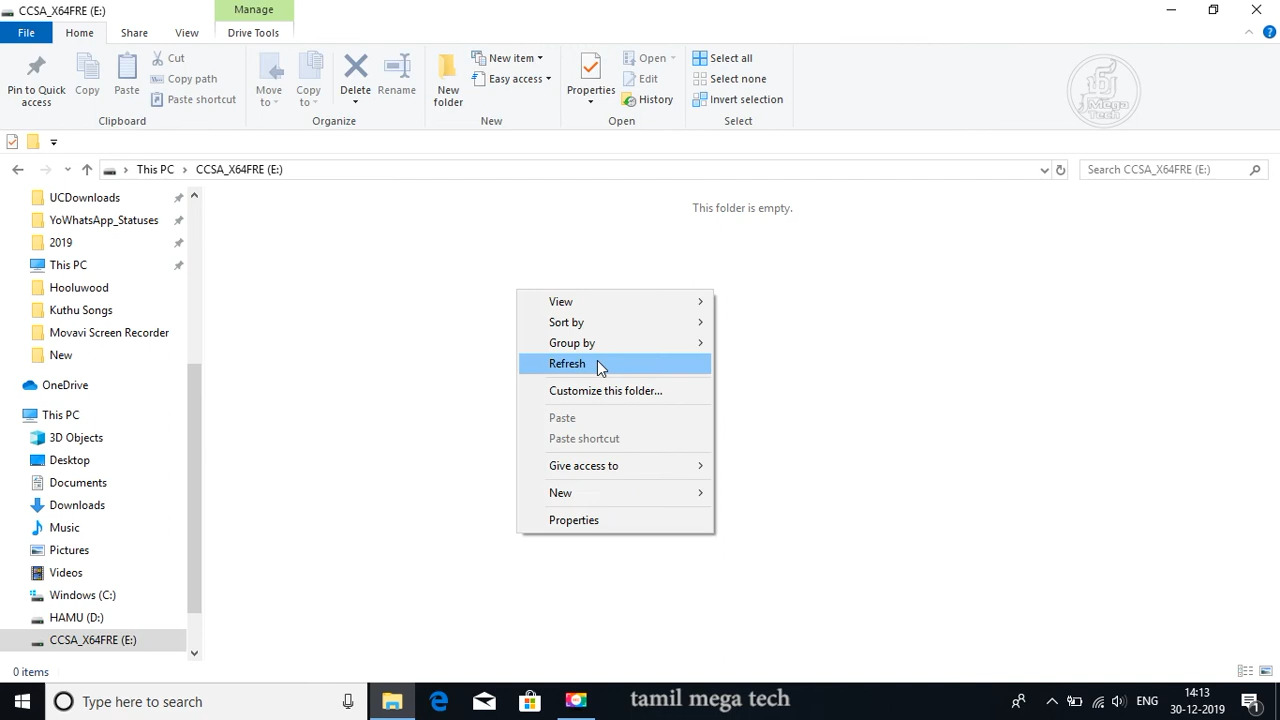 CCSA_X64FRE (E:)
Manage
File
Home
Share
View
Drive Tools
Pin to Quick access
Copy
Paste
Cut
Copy path
Paste shortcut
Clipboard
Move to
Copy to
Delete
Rename
Organize
New folder
New item
Easy access
New
Properties
Open
Edit
History
Open
Select all
Select none
Invert selection
Select
Mega
Tech
This PC
CCSA_X64FRE (E:)
Search CCSA_X64FRE (E:)
UCDownloads
YoWhatsApp_Statuses
2019
This PC
Hooluwood
Kuthu Songs
Movavi Screen Recorder
New
OneDrive
This PC
3D Objects
Desktop
Documents
Downloads
Music
Pictures
Videos
Windows (C:)
HAMU (D:)
CCSA_X64FRE (E:)
This folder is empty.
View
Sort by
Group by
Refresh
Customize this folder...
Paste
Paste shortcut
Give access to
New
Properties
0 items
Type here to search
tamil mega tech
ENG
14:13
30-12-2019
1